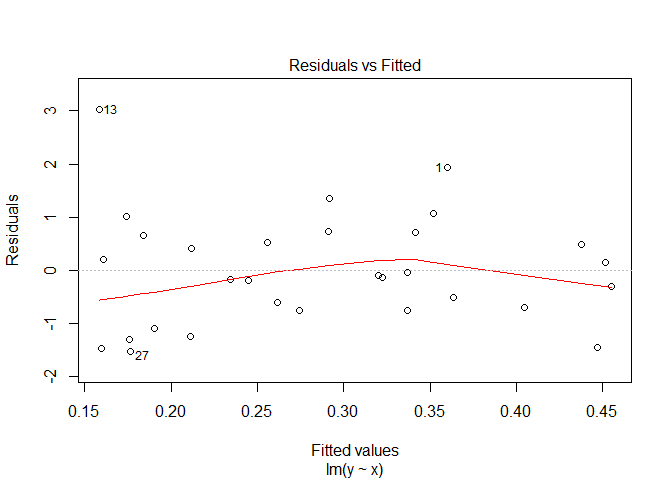 Residuals vs Fitted
3
2
1
0
-1
-2
Residuals
13
1
27
0.15 0.20 0.25 0.30 0.35 0.40 0.45
Fitted values
lm(y ~ x)